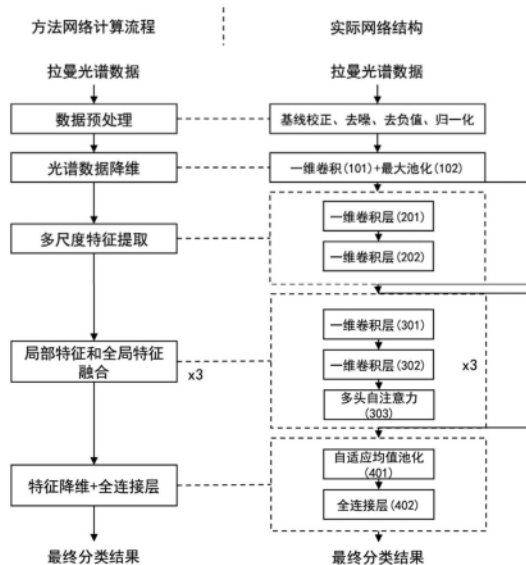 方法网络计算流程
实际网络结构
拉曼光谱数据
拉曼光谱数据
数据预处理
基线校正、去噪、去负值、归一化
光谱数据降维
一维卷积(101)+最大池化(102)
多尺度特征提取
一维卷积层(201)
一维卷积层(202)
局部特征和全局特征
融合
x3
一维卷积层(301)
一维卷积层(302)
多头自注意力
(303)
x3
特征降维+全连接层
自适应均值池化
(401)
全连接层(402)
最终分类结果
最终分类结果